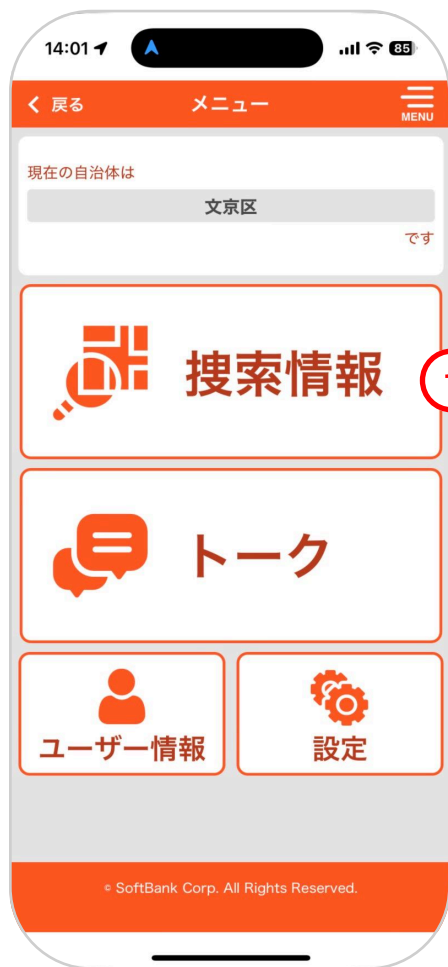 14:01
85
戻る
メニュー
MENU
現在の自治体は
文京区
です
捜索情報
トーク
ユーザー情報
設定
© SoftBank Corp. All Rights Reserved.